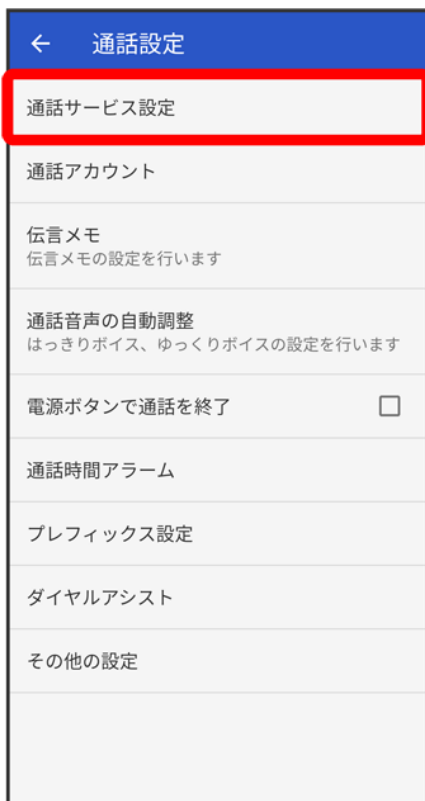 通話設定
通話サービス設定
通話アカウント
伝言メモ
伝言メモの設定を行います
通話音声の自動調整
はっきりボイス、ゆっくりボイスの設定を行います
電源ボタンで通話を終了
通話時間アラーム
プレフィックス設定
ダイヤルアシスト
その他の設定